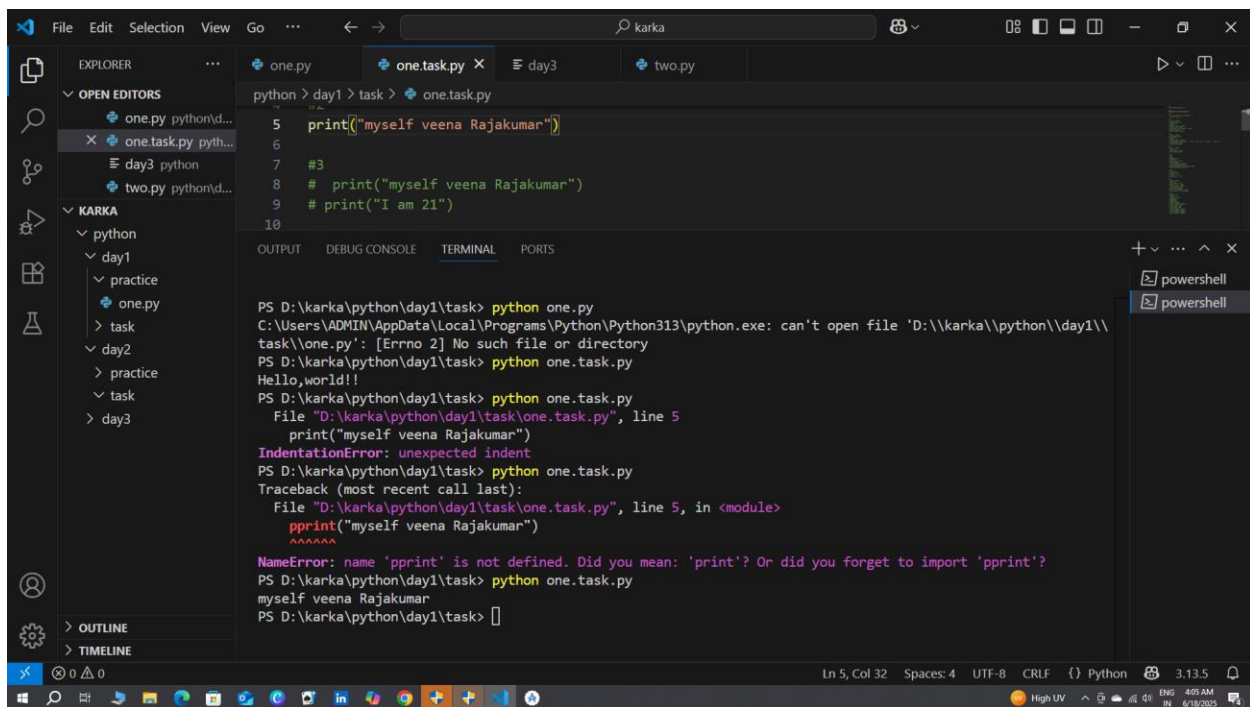 File Edit Selection View Go ··· karka
EXPLORER ···
OPEN EDITORS
one.py python\d...
one.task.py pyth...
day3 python
two.py python\d...
KARKA
python
day1
practice
one.py
task
day2
practice
task
day3
OUTLINE
TIMELINE
one.py one.task.py day3 two.py
python > day1 > task > one.task.py
5 print("myself veena Rajakumar")
6
7 #3
8 #  print("myself veena Rajakumar")
9 # print("I am 21")
10
OUTPUT DEBUG CONSOLE TERMINAL PORTS
powershell
powershell
PS D:\karka\python\day1\task> python one.py
C:\Users\ADMIN\AppData\Local\Programs\Python\Python313\python.exe: can't open file 'D:\\karka\\python\\day1\\
task\\one.py': [Errno 2] No such file or directory
PS D:\karka\python\day1\task> python one.task.py
Hello,world!!
PS D:\karka\python\day1\task> python one.task.py
File "D:\karka\python\day1\task\one.task.py", line 5
print("myself veena Rajakumar")
IndentationError: unexpected indent
PS D:\karka\python\day1\task> python one.task.py
Traceback (most recent call last):
File "D:\karka\python\day1\task\one.task.py", line 5, in <module>
pprint("myself veena Rajakumar")
^^^^^^
NameError: name 'pprint' is not defined. Did you mean: 'print'? Or did you forget to import 'pprint'?
PS D:\karka\python\day1\task> python one.task.py
myself veena Rajakumar
PS D:\karka\python\day1\task>
0 0 Ln 5, Col 32 Spaces: 4 UTF-8 CRLF {} Python 3.13.5
High UV ENG IN 4:05 AM 6/18/2025